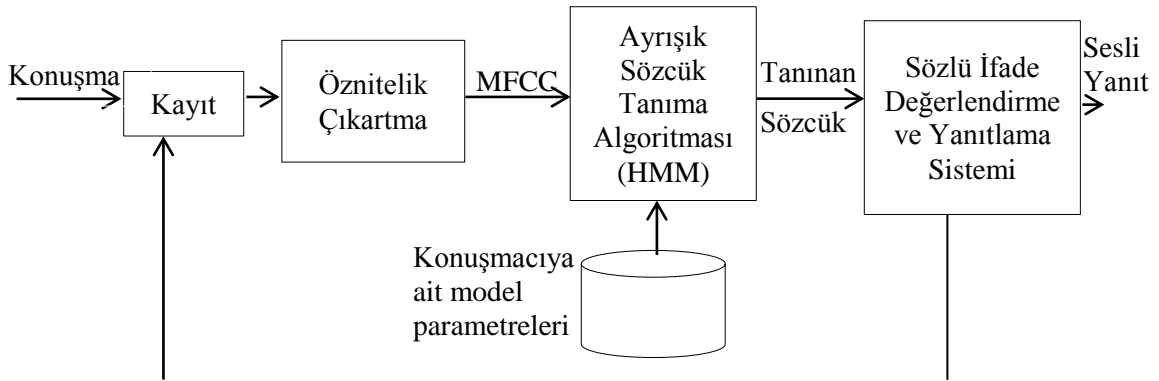 Konuşma
Kayıt
Öznitelik
Çıkartma
MFCC
Ayrışık
Sözcük
Tanıma
Algoritması
(HMM)
Tanınan
Sözcük
Sözlü İfade
Değerlendirme
ve Yanıtlama
Sistemi
Sesli
Yanıt
Konuşmacıya
ait model
parametreleri